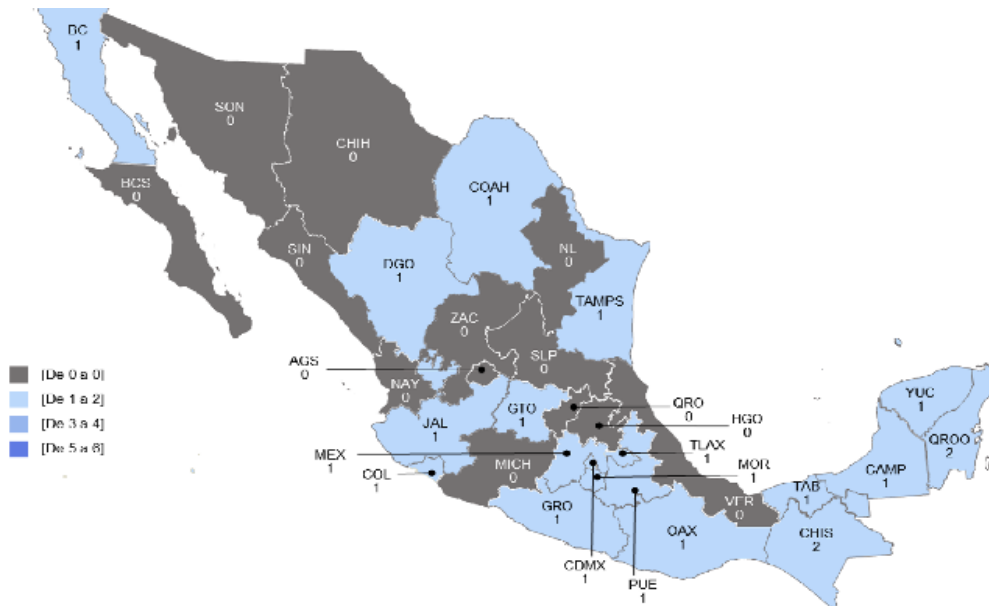 BC
1
SON
0
CHIH
0
BCS
0
COAH
1
SIN
0
DGO
1
NL
0
TAMPS
1
ZAC
0
SLP
0
AGS
0
NAY
0
[De 0 a 0]
[De 1 a 2]
[De 3 a 4]
[De 5 a 6]
JAL
1
GTO
1
QRO
0
HGO
0
YUC
1
QROO
2
MEX
1
COL
1
MICH
0
TLAX
1
MOR
1
CAMP
1
TAB
1
VER
0
GRO
1
OAX
1
CHIS
2
CDMX
1
PUE
1